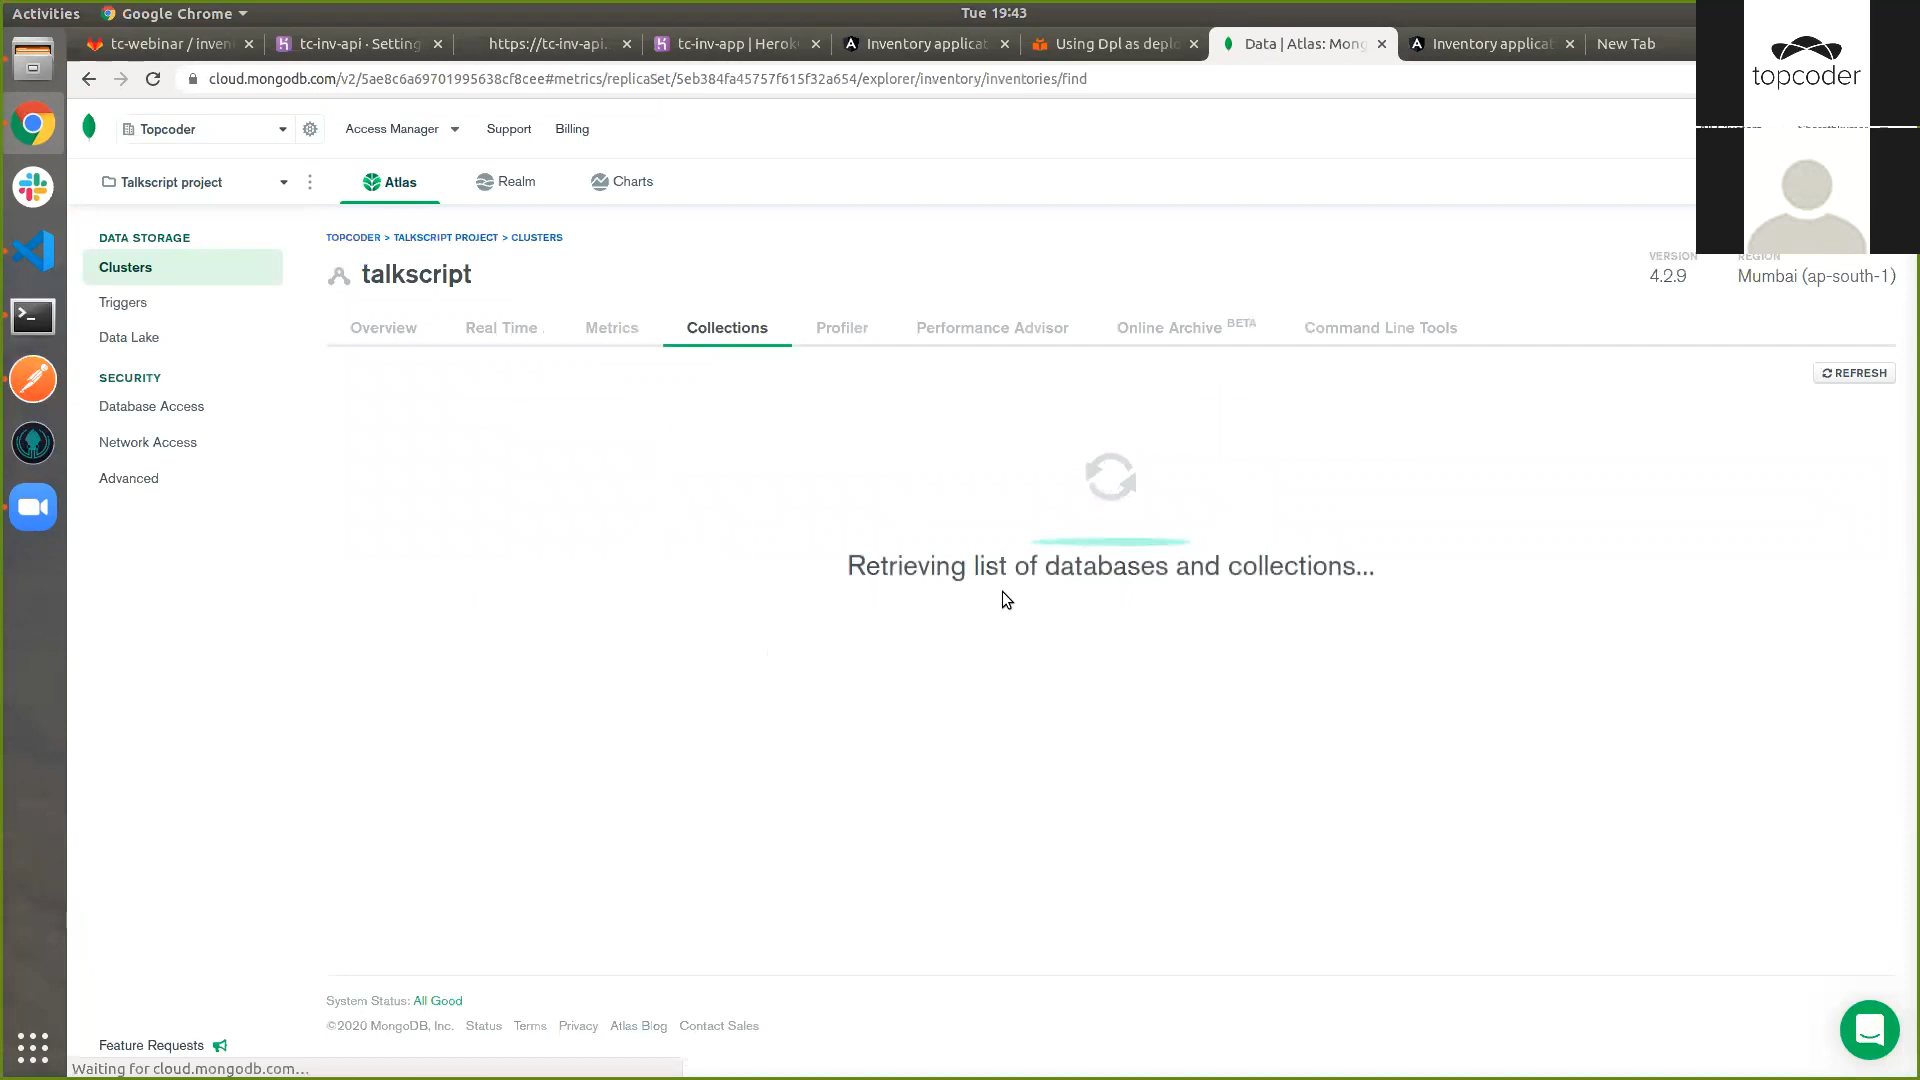 Activities
Google Chrome
Tue 19:43
tc-webinar / inven
tc-inv-api · Setting
https://tc-inv-api.
tc-inv-app | Herok
Inventory applicat
Using Dpl as deplo
Data | Atlas: Mong
Inventory applicat
New Tab
cloud.mongodb.com/v2/5ae8c6a69701995638cf8cee#metrics/replicaSet/5eb384fa45757f615f32a654/explorer/inventory/inventories/find
topcoder
Topcoder
Access Manager
Support
Billing
Talkscript project
Atlas
Realm
Charts
DATA STORAGE
Clusters
Triggers
Data Lake
SECURITY
Database Access
Network Access
Advanced
TOPCODER > TALKSCRIPT PROJECT > CLUSTERS
talkscript
VERSION
4.2.9
REGION
Mumbai (ap-south-1)
Overview
Real Time
Metrics
Collections
Profiler
Performance Advisor
Online Archive BETA
Command Line Tools
REFRESH
Retrieving list of databases and collections...
System Status: All Good
©2020 MongoDB, Inc.
Status
Terms
Privacy
Atlas Blog
Contact Sales
Feature Requests
Waiting for cloud.mongodb.com...